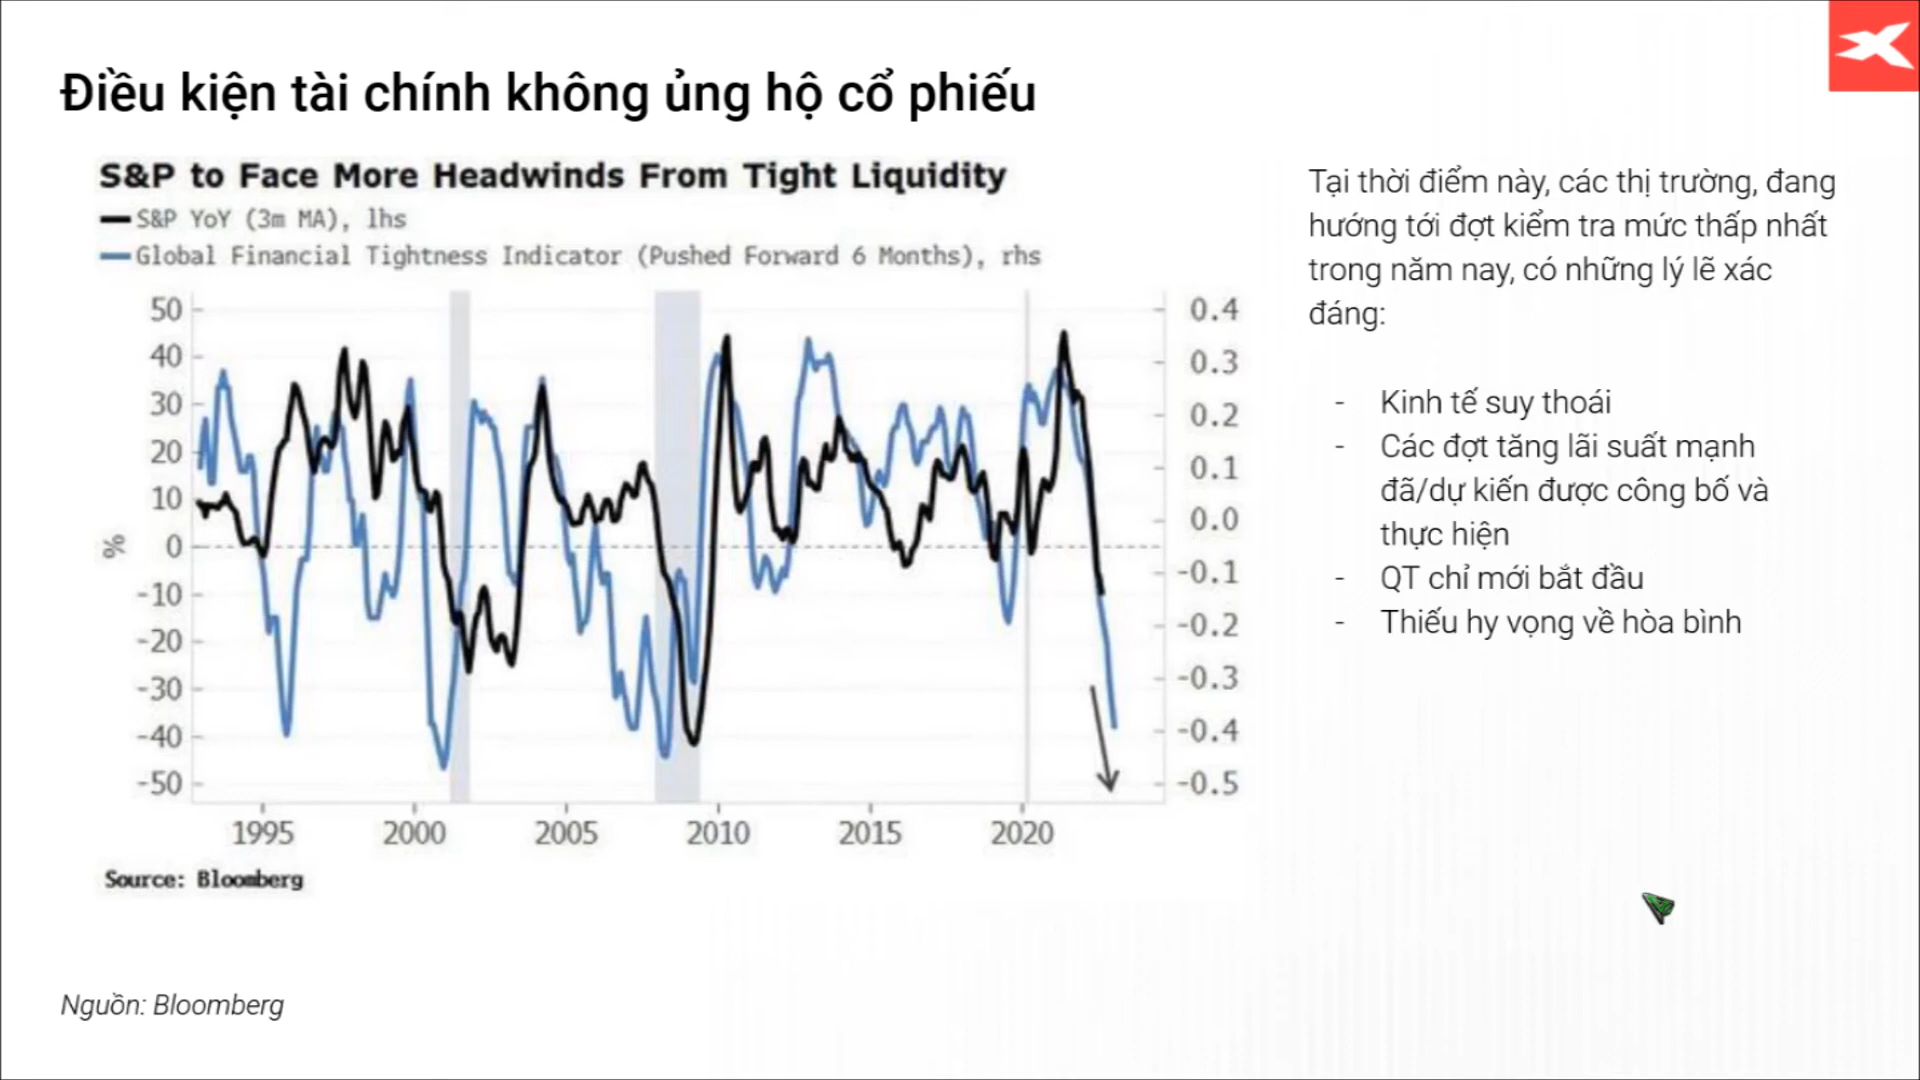 Điều kiện tài chính không ủng hộ cổ phiếu
S&P to Face More Headwinds From Tight Liquidity
S&P YoY (3m MA), lhs
Global Financial Tightness Indicator (Pushed Forward 6 Months), rhs
50
40
30
20
10
0
-10
-20
-30
-40
-50
%
0.4
0.3
0.2
0.1
0.0
-0.1
-0.2
-0.3
-0.4
-0.5
1995 2000 2005 2010 2015 2020
Source: Bloomberg
Tại thời điểm này, các thị trường, đang
hướng tới đợt kiểm tra mức thấp nhất
trong năm nay, có những lý lẽ xác
đáng:
- Kinh tế suy thoái
- Các đợt tăng lãi suất mạnh
đã/dự kiến được công bố và
thực hiện
- QT chỉ mới bắt đầu
- Thiếu hy vọng về hòa bình
Nguồn: Bloomberg